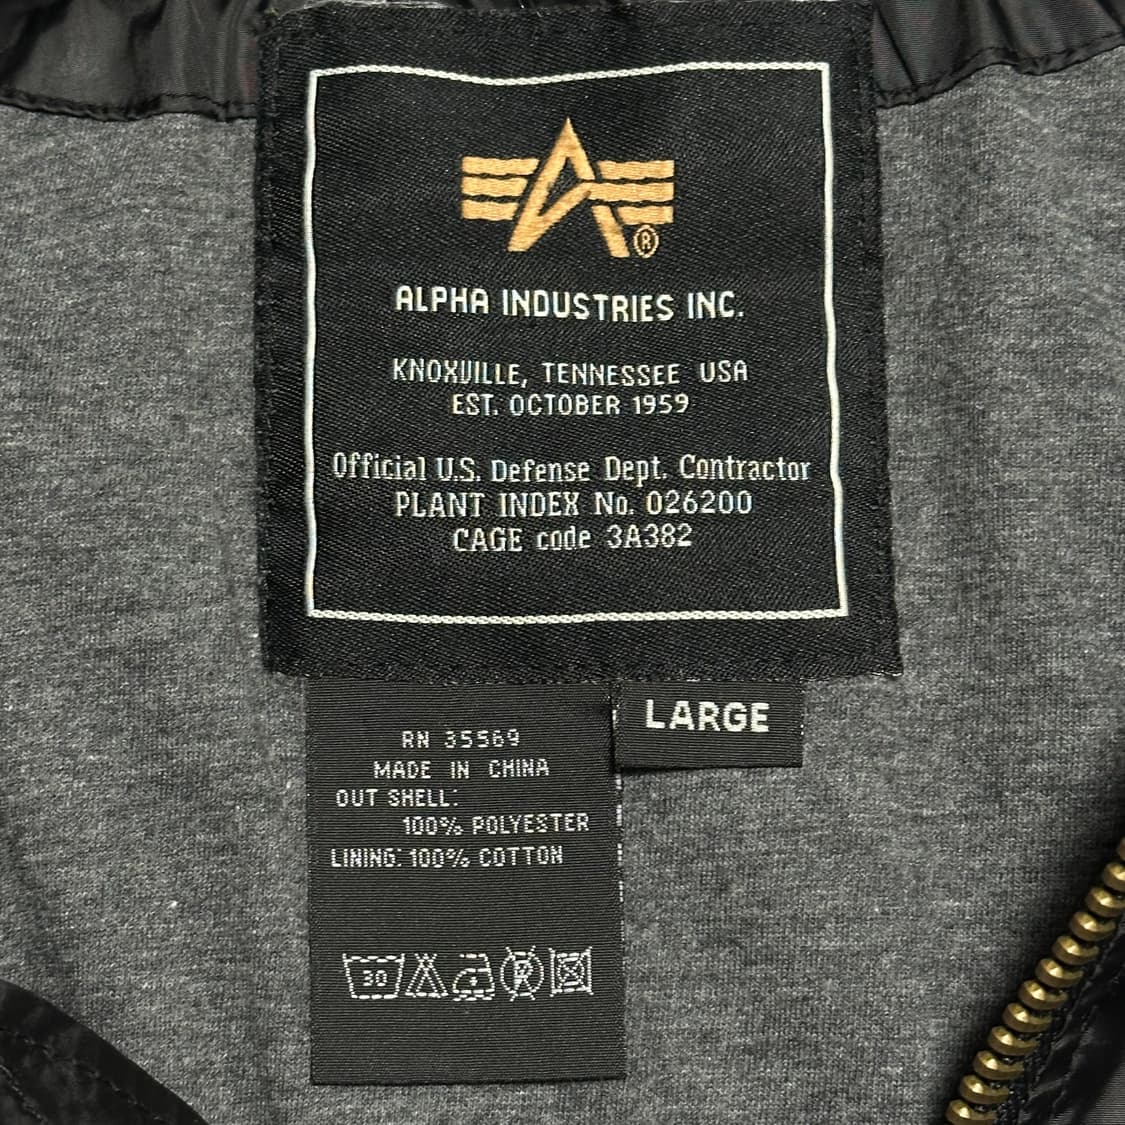 ®
ALPHA INDUSTRIES INC.
KNOXVILLE, TENNESSEE USA
EST. OCTOBER 1959
Official U.S. Defense Dept. Contractor
PLANT INDEX No. 026200
CAGE code 3A382
LARGE
RN 35569
MADE IN CHINA
OUT SHELL:
100% POLYESTER
LINING: 100% COTTON
30 P